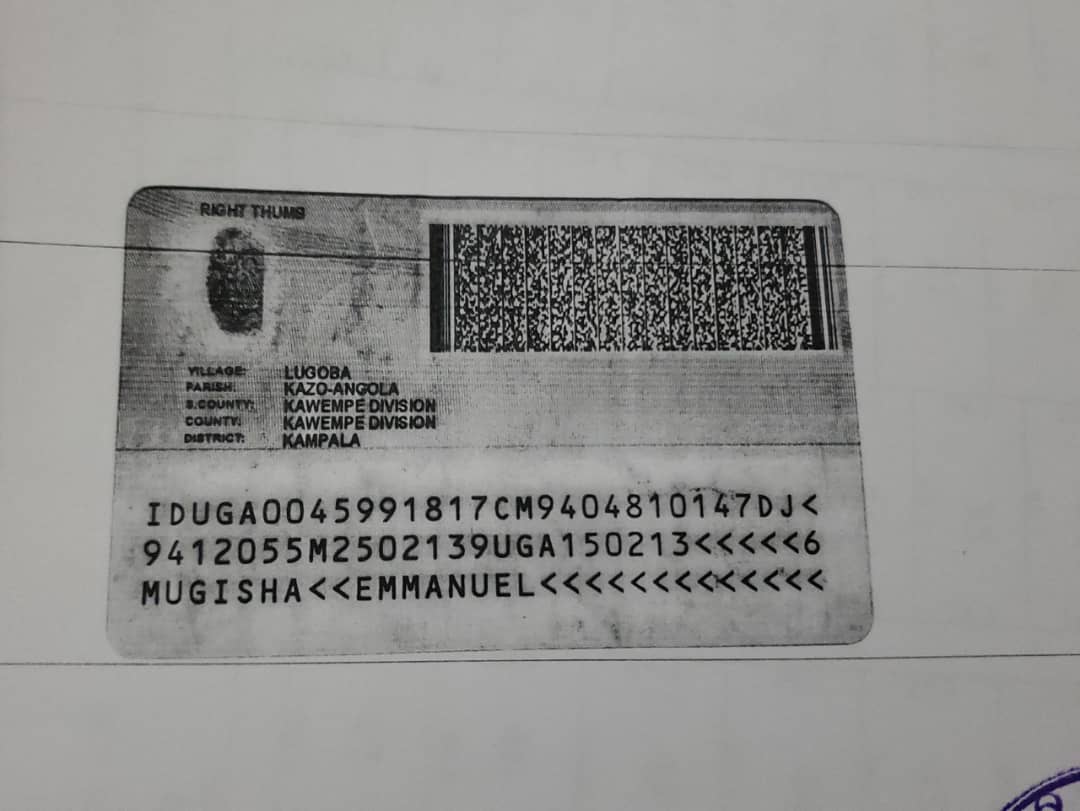 RIGHT THUMB
VILLAGE: LUGOBA
PARISH: KAZO-ANGOLA
S.COUNTY: KAWEMPE DIVISION
COUNTY: KAWEMPE DIVISION
DISTRICT: KAMPALA
IDUGA0045991817CM9404810147DJ<
9412055M2502139UGA150213<<<<<6
MUGISHA<<EMMANUEL<<<<<<<<<<<<<